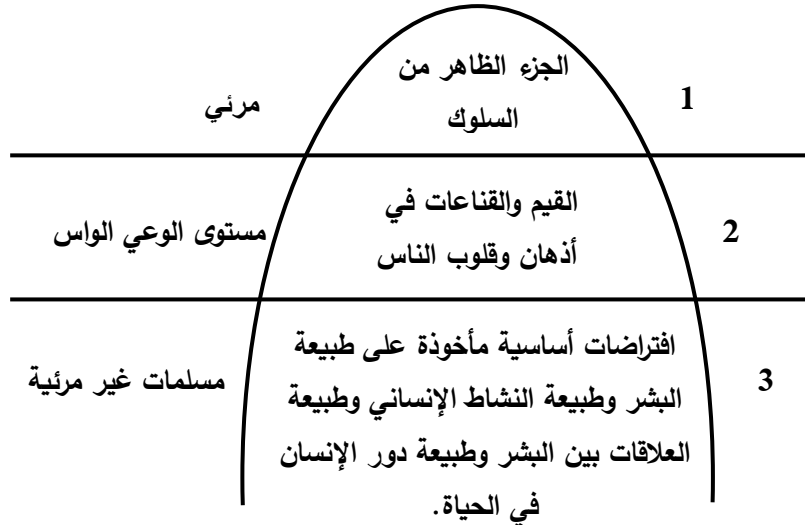 الجزء الظاهر من
السلوك
1
مرئي
القيم والقناعات في
أذهان وقلوب الناس
2
مستوى الوعي الواس
افتراضات أساسية مأخوذة على طبيعة
البشر وطبيعة النشاط الإنساني وطبيعة
العلاقات بين البشر وطبيعة دور الإنسان
في الحياة.
3
مسلمات غير مرئية